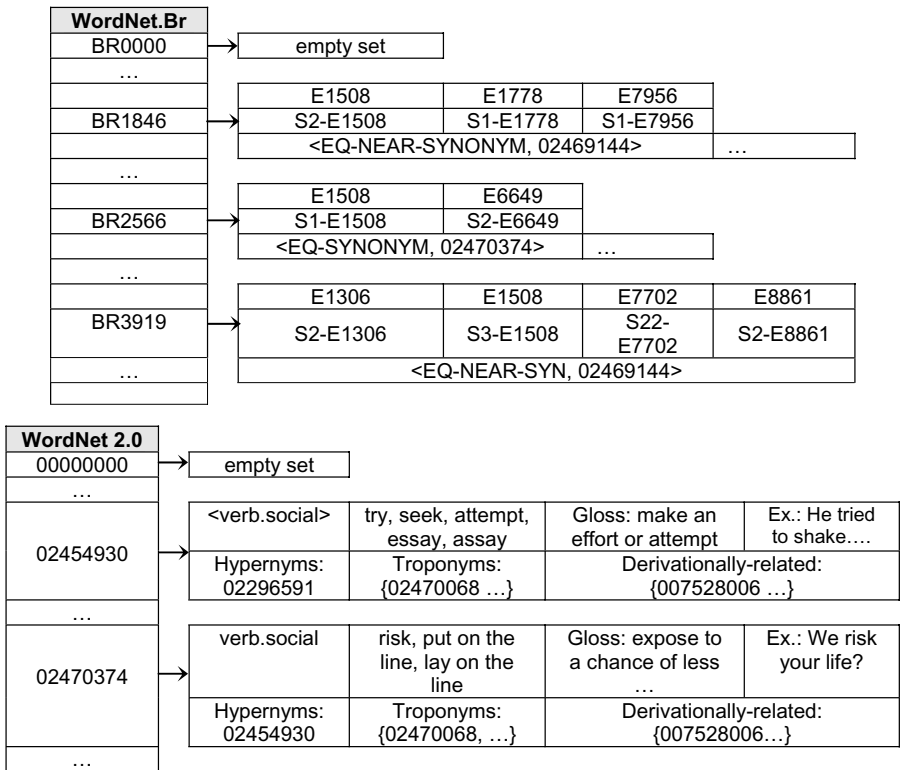 WordNet.Br
BR0000 empty set
…
E1508 E1778 E7956
BR1846 S2-E1508 S1-E1778 S1-E7956
<EQ-NEAR-SYNONYM, 02469144> …
…
E1508 E6649
BR2566 S1-E1508 S2-E6649
<EQ-SYNONYM, 02470374> …
…
E1306 E1508 E7702 E8861
BR3919 S2-E1306 S3-E1508 S22-
E7702 S2-E8861
… <EQ-NEAR-SYN, 02469144>
WordNet 2.0
00000000 empty set
…
<verb.social> try, seek, attempt, Gloss: make an Ex.: He tried
essay, assay effort or attempt to shake….
02454930
Hypernyms: Troponyms: Derivationally-related:
02296591 {02470068 …} {007528006 …}
…
verb.social risk, put on the Gloss: expose to Ex.: We risk
line, lay on the a chance of less your life?
line …
02470374
Hypernyms: Troponyms: Derivationally-related:
02454930 {02470068, …} {007528006…}
…